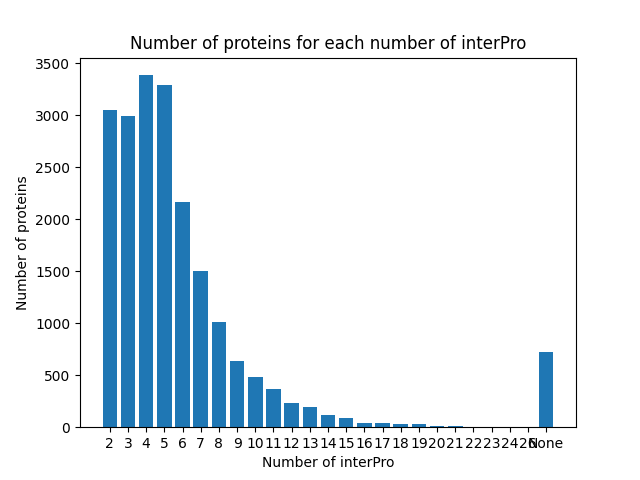 Number of proteins for each number of interPro
3500
3000
2500
2000
1500
1000
500
0
Number of proteins
2 3 4 5 6 7 8 9 10 11 12 13 14 15 16 17 18 19 20 21 22 23 24 26 None
Number of interPro